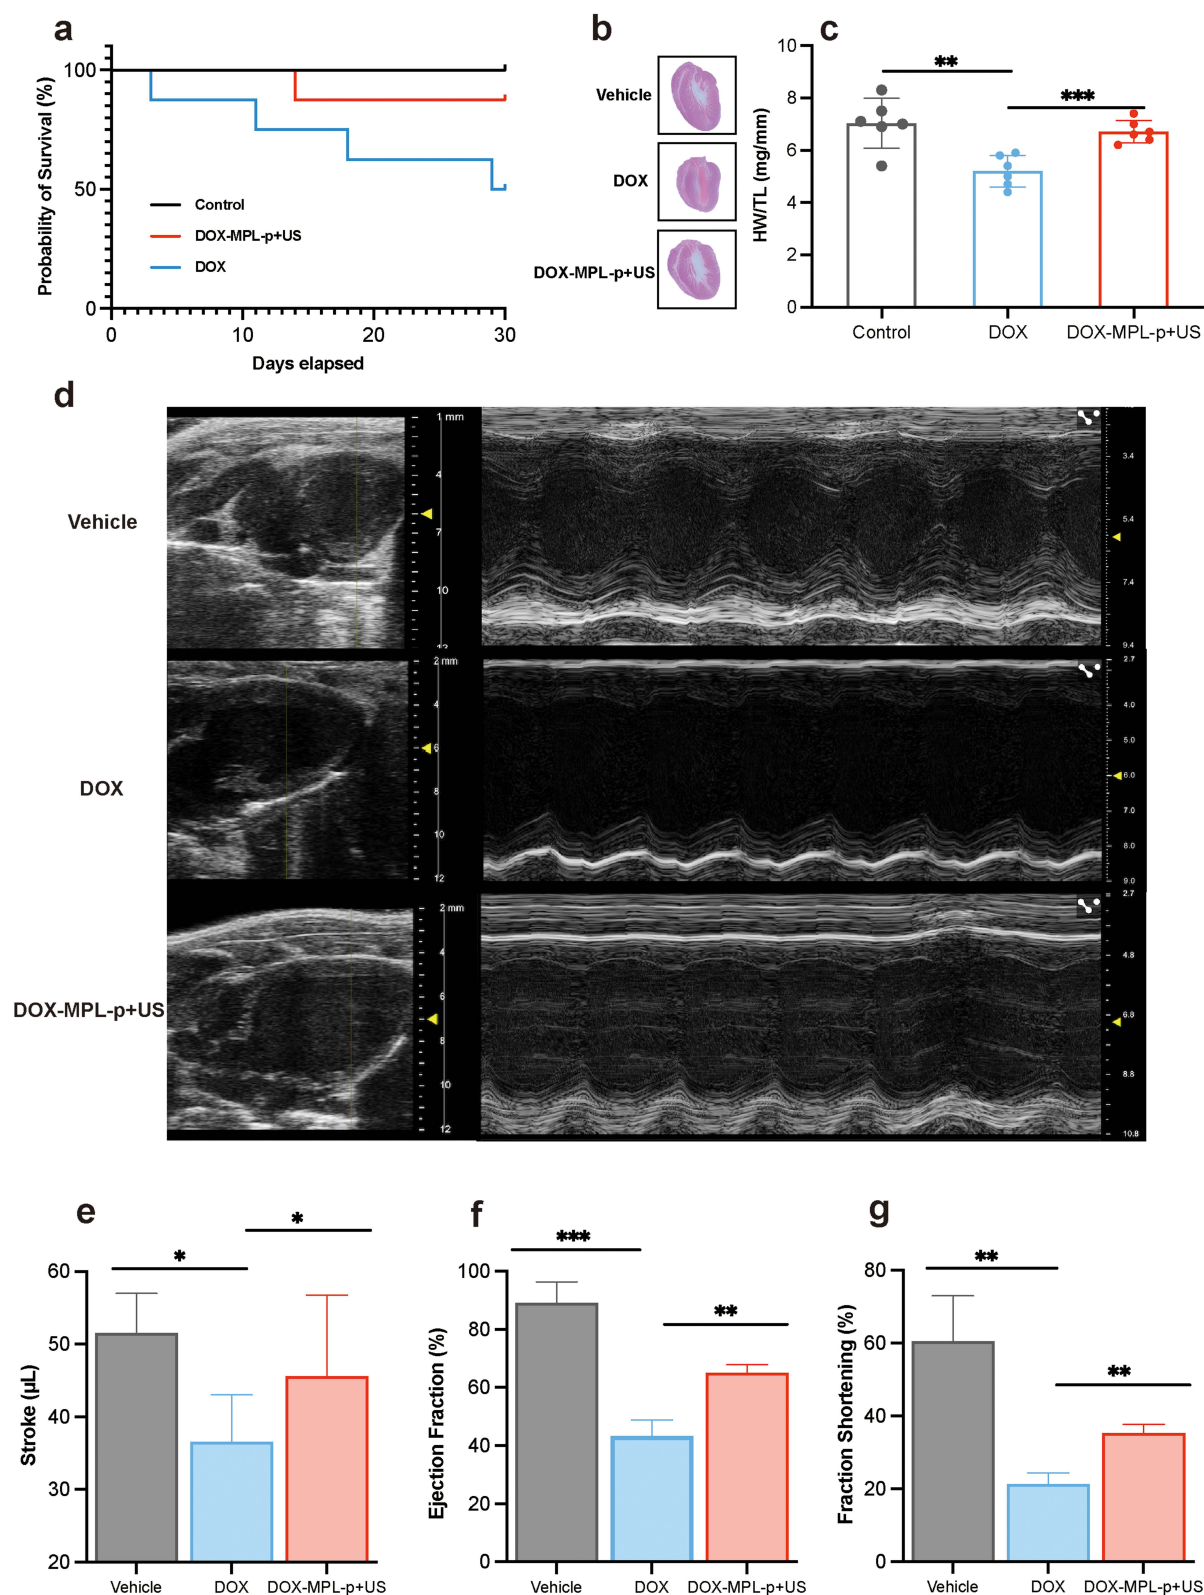 a
Probability of Survival (%)
100
50
0
0
10
20
30
Days elapsed
Control
DOX-MPL-p+US
DOX
b
Vehicle
DOX
DOX-MPL-p+US
c
HW/TL (mg/mm)
10
8
6
4
2
0
**
***
Control
DOX
DOX-MPL-p+US
d
Vehicle
1 mm
4
7
10
3.4
5.4
7.4
9.4
DOX
2 mm
4
6
8
10
12
2.7
4.0
5.0
6.0
7.0
8.0
9.0
DOX-MPL-p+US
2 mm
4
6
8
10
12
2.7
4.8
6.8
8.8
10.8
e
Stroke (µL)
60
50
40
30
20
*
*
Vehicle
DOX
DOX-MPL-p+US
f
Ejection Fraction (%)
100
80
60
40
20
0
***
**
Vehicle
DOX
DOX-MPL-p+US
g
Fraction Shortening (%)
80
60
40
20
0
**
**
Vehicle
DOX
DOX-MPL-p+US